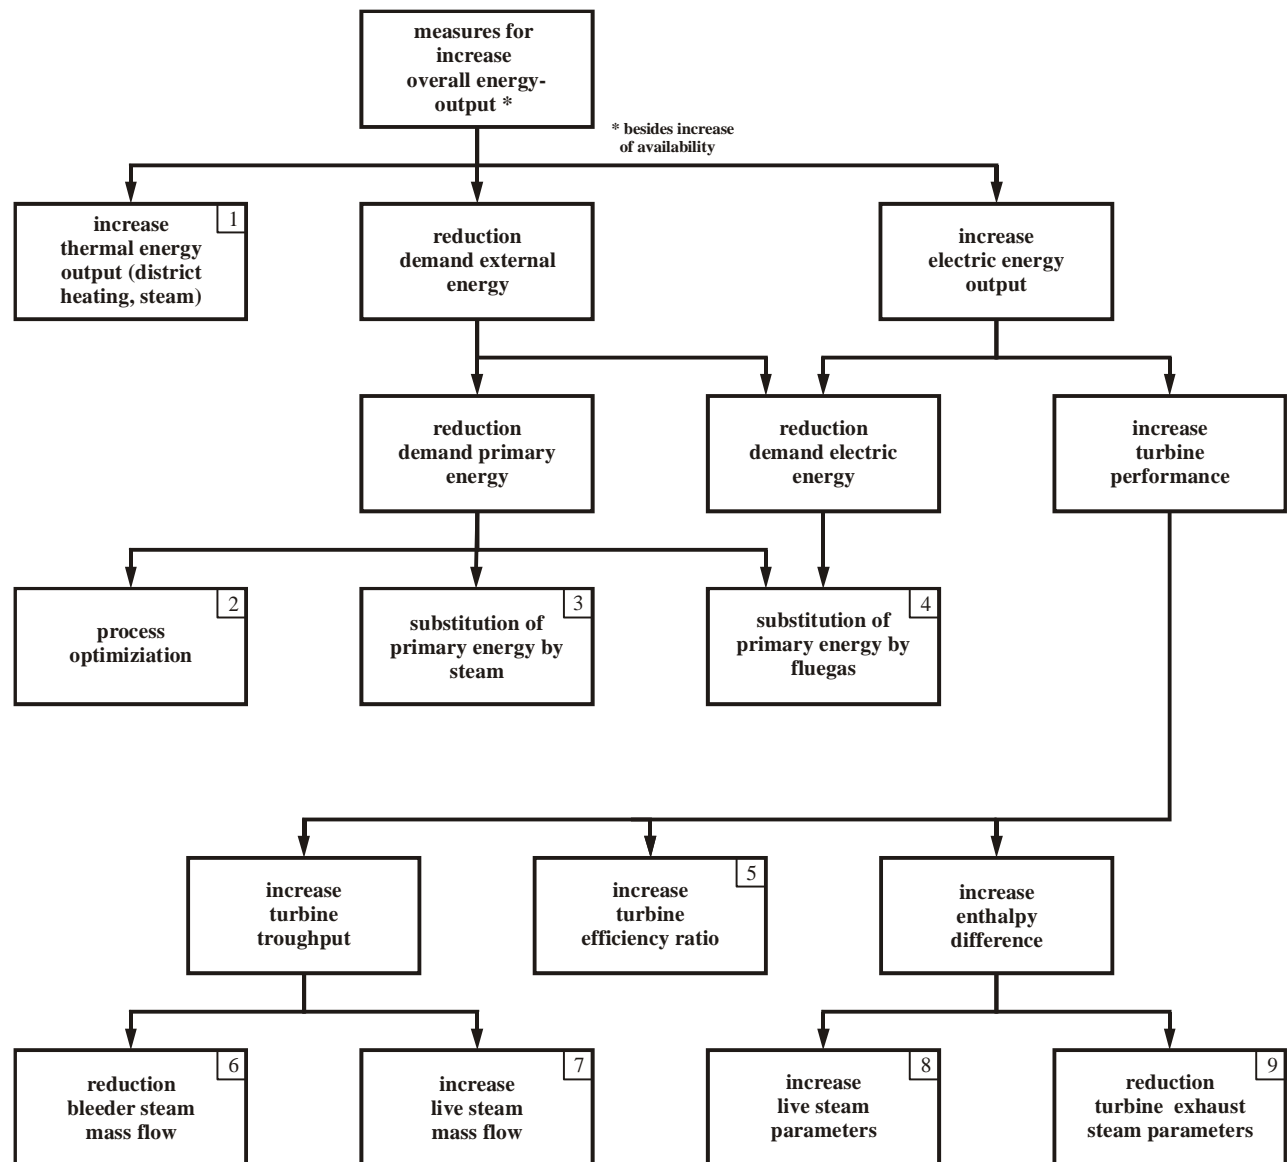 measures for
increase
overall energy-
output *
* besides increase
of availability
1
increase
thermal energy
output (district
heating, steam)
reduction
demand external
energy
increase
electric energy
output
reduction
demand primary
energy
reduction
demand electric
energy
increase
turbine
performance
2
process
optimiziation
3
substitution of
primary energy by
steam
4
substitution of
primary energy by
fluegas
increase
turbine
troughput
5
increase
turbine
efficiency ratio
increase
enthalpy
difference
6
reduction
bleeder steam
mass flow
7
increase
live steam
mass flow
8
increase
live steam
parameters
9
reduction
turbine exhaust
steam parameters